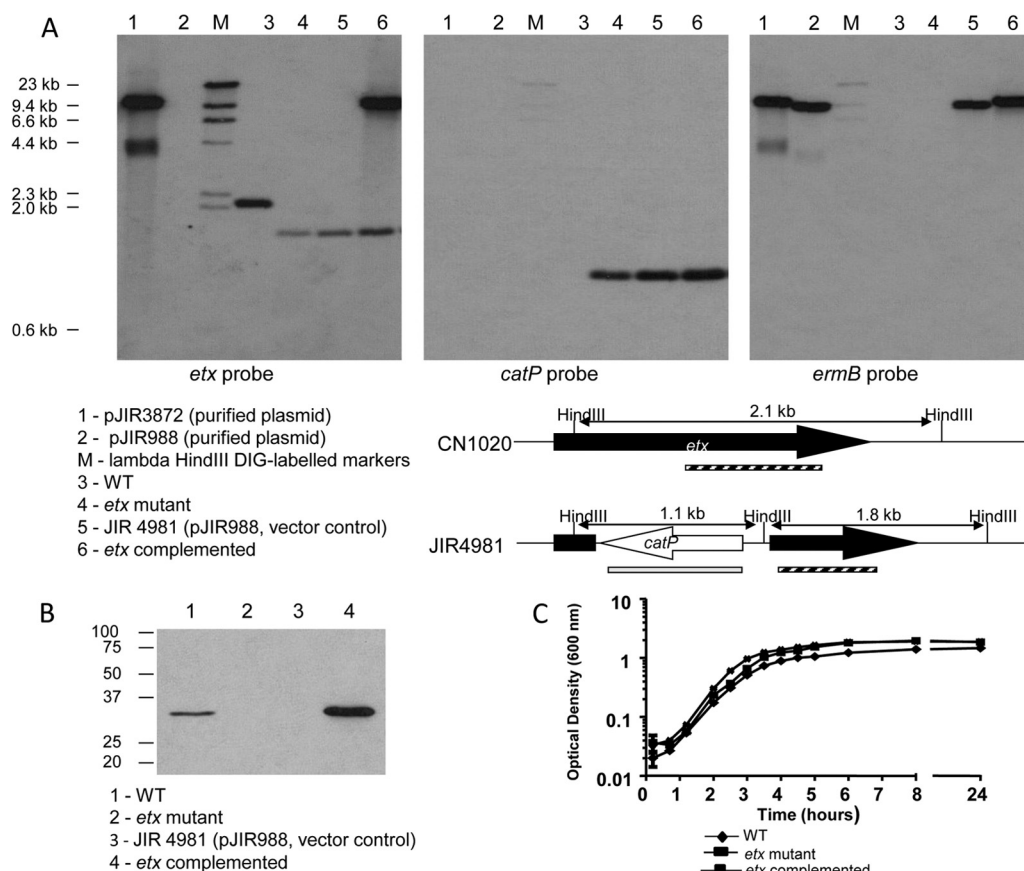 A
1 2 M 3 4 5 6
1 2 M 3 4 5 6
1 2 M 3 4 5 6
23 kb
9.4 kb
6.6 kb
4.4 kb
2.3 kb
2.0 kb
0.6 kb
etx probe
catP probe
ermB probe
1 - pJIR3872 (purified plasmid)
2 - pJIR988 (purified plasmid)
M - lambda HindIII DIG-labelled markers
3 - WT
4 - etx mutant
5 - JIR 4981 (pJIR988, vector control)
6 - etx complemented
HindIII 2.1 kb HindIII
CN1020
etx
HindIII 1.1 kb HindIII 1.8 kb HindIII
JIR4981
catP
B
1 2 3 4
100
75
50
37
25
20
1 - WT
2 - etx mutant
3 - JIR 4981 (pJIR988, vector control)
4 - etx complemented
C
Optical Density (600 nm)
10
1
0.1
0.01
0 1 2 3 4 5 6 7 8 24
Time (hours)
WT
etx mutant
etx complemented